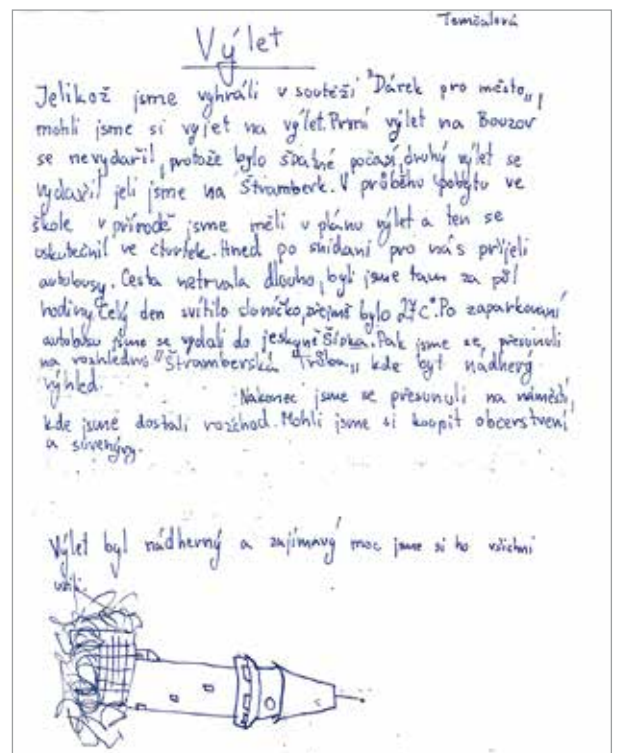 Temčalová
Výlet
Jelikož jsme vyhráli v soutěži "Dárek pro město„,
mohli jsme si vyjet na výlet. První výlet na Bouzov
se nevydařil, protože bylo špatné počasí, druhý výlet se
vydařil jeli jsme na Štramberk. V průběhu pobytu ve
škole v přírodě jsme měli v plánu výlet a ten se
uskutečnil ve čtvrtek. Hned po snídani pro nás přijeli
autobusy. Cesta netrvala dlouho, byli jsme tam za půl
hodiny. Celý den svítilo sluníčko, zřejmě bylo 27C°. Po zaparkovaní
autobusu jsme se vydali do jeskyně Šipka. Pak jsme se přesunuli
na rozhlednu "Štramberská Trúba„ kde byl nádherný
výhled.
Nakonec jsme se přesunuli na náměstí,
kde jsme dostali rozchod. Mohli jsme si koupit občerstvení
a suvenýry.
Výlet byl nádherný a zajímavý moc jsme si ho všichni
užili.